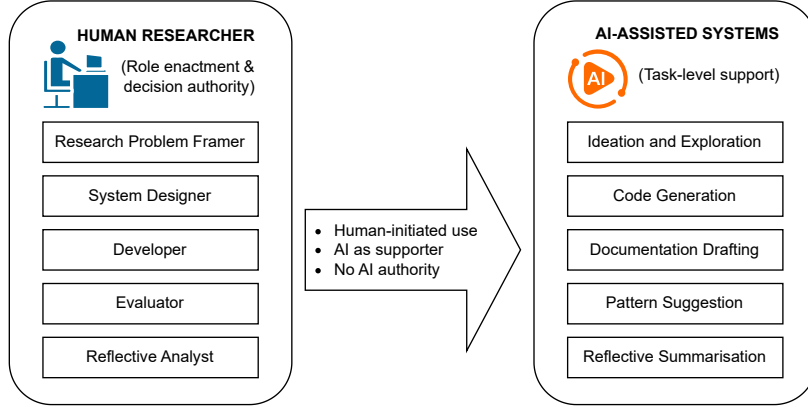 HUMAN RESEARCHER
(Role enactment &
decision authority)
Research Problem Framer
System Designer
Developer
Evaluator
Reflective Analyst
• Human-initiated use
• AI as supporter
• No AI authority
AI-ASSISTED SYSTEMS
AI
(Task-level support)
Ideation and Exploration
Code Generation
Documentation Drafting
Pattern Suggestion
Reflective Summarisation